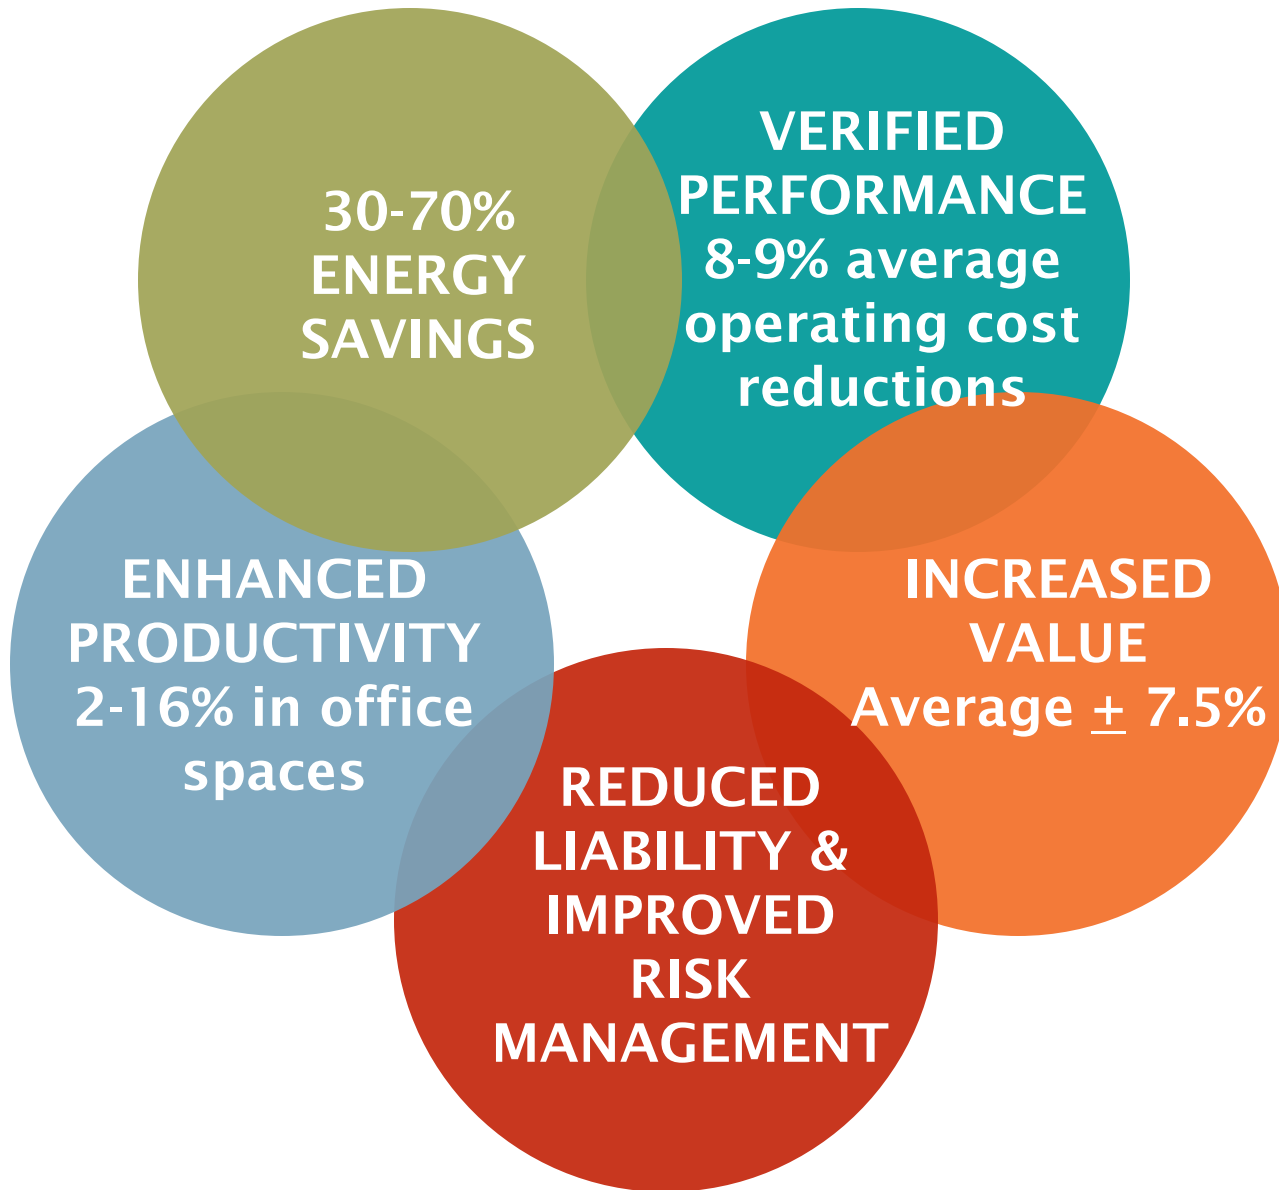 30-70%
ENERGY
SAVINGS
VERIFIED
PERFORMANCE
8-9% average
operating cost
reductions
ENHANCED
PRODUCTIVITY
2-16% in office
spaces
INCREASED
VALUE
Average ± 7.5%
REDUCED
LIABILITY &
IMPROVED
RISK
MANAGEMENT